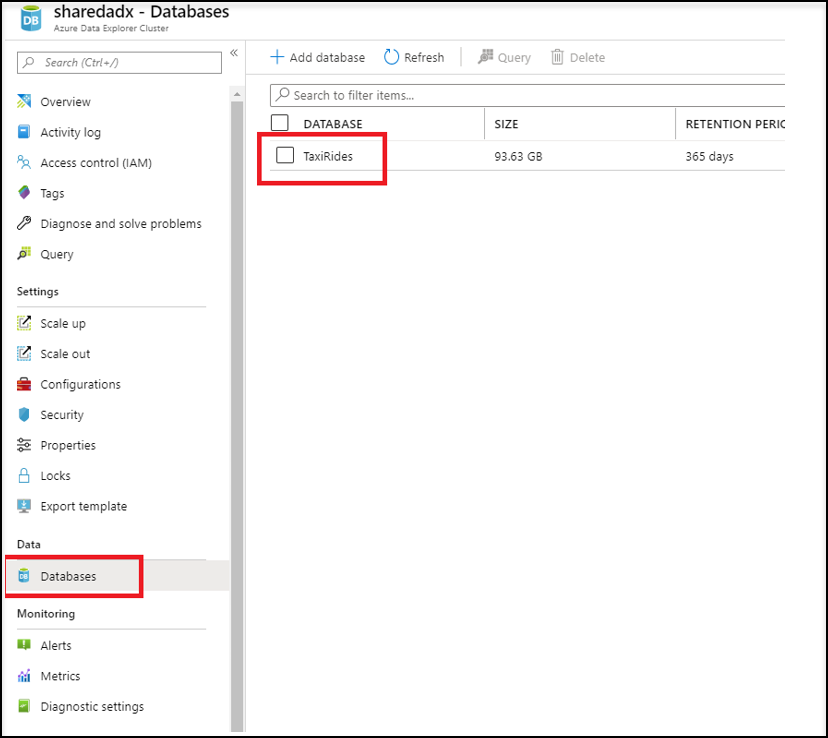 sharedadx - Databases
Azure Data Explorer Cluster
Search (Ctrl+/)
«
Overview
Activity log
Access control (IAM)
Tags
Diagnose and solve problems
Query
Settings
Scale up
Scale out
Configurations
Security
Properties
Locks
Export template
Data
Databases
Monitoring
Alerts
Metrics
Diagnostic settings
Add database Refresh Query Delete
Search to filter items...
DATABASE SIZE RETENTION PERIO
TaxiRides 93.63 GB 365 days